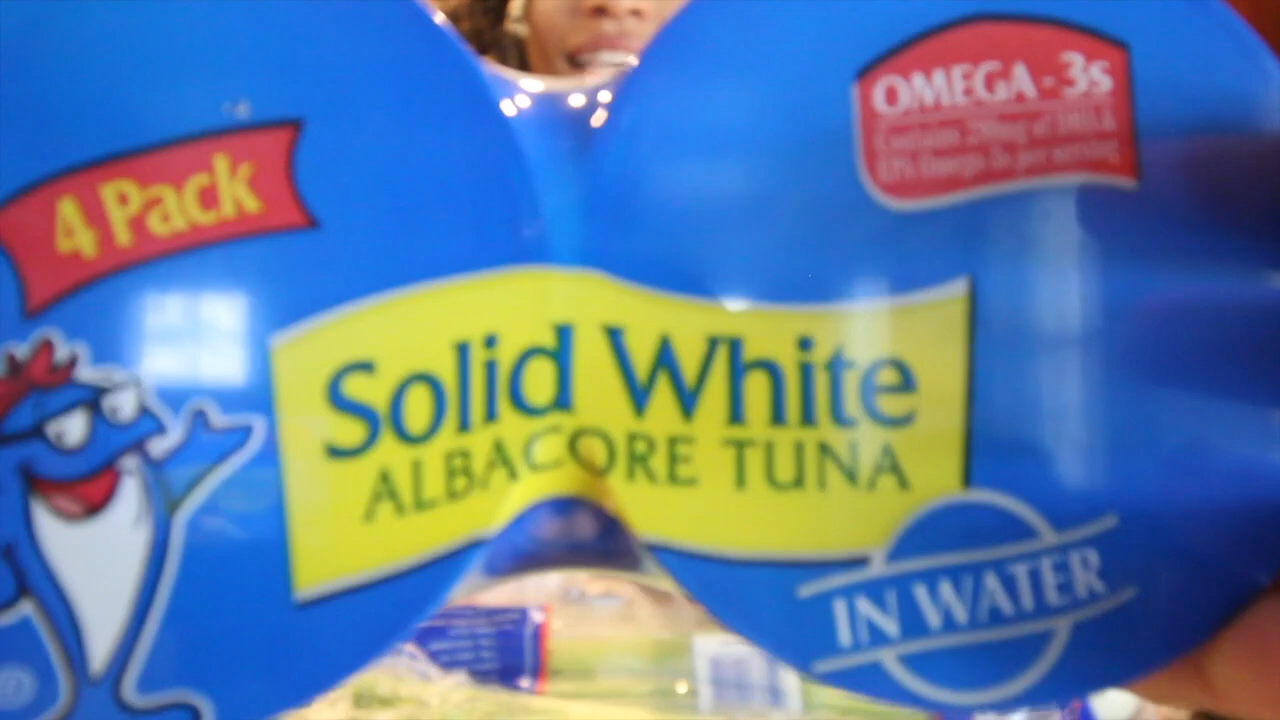 OMEGA-3s
4 Pack
Solid White
ALBACORE TUNA
IN WATER